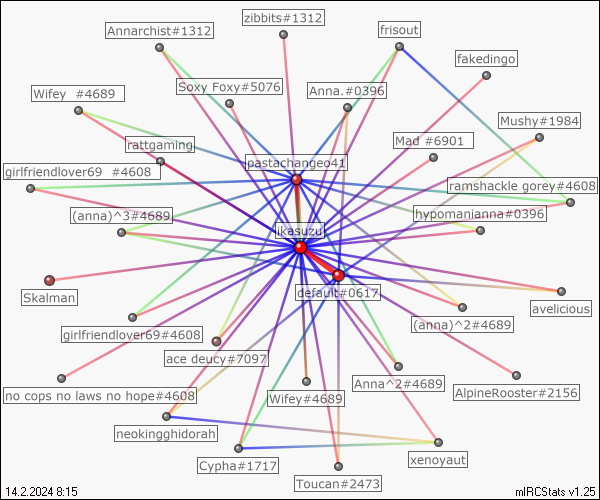 zibbits#1312
Annarchist#1312
frisout
fakedingo
Soxy Foxy#5076
Anna.#0396
Wifey #4689
Mushy#1984
Mad #6901
rattgaming
pastachangeo41
girlfriendlover69 #4608
ramshackle gorey#4608
(anna)^3#4689
hypomanianna#0396
ikasuzu
default#0617
Skalman
avelicious
(anna)^2#4689
girlfriendlover69#4608
ace deucy#7097
Anna^2#4689
AlpineRooster#2156
no cops no laws no hope#4608
Wifey#4689
neokingghidorah
xenoyaut
Cypha#1717
Toucan#2473
14.2.2024 8:15
mIRCStats v1.25